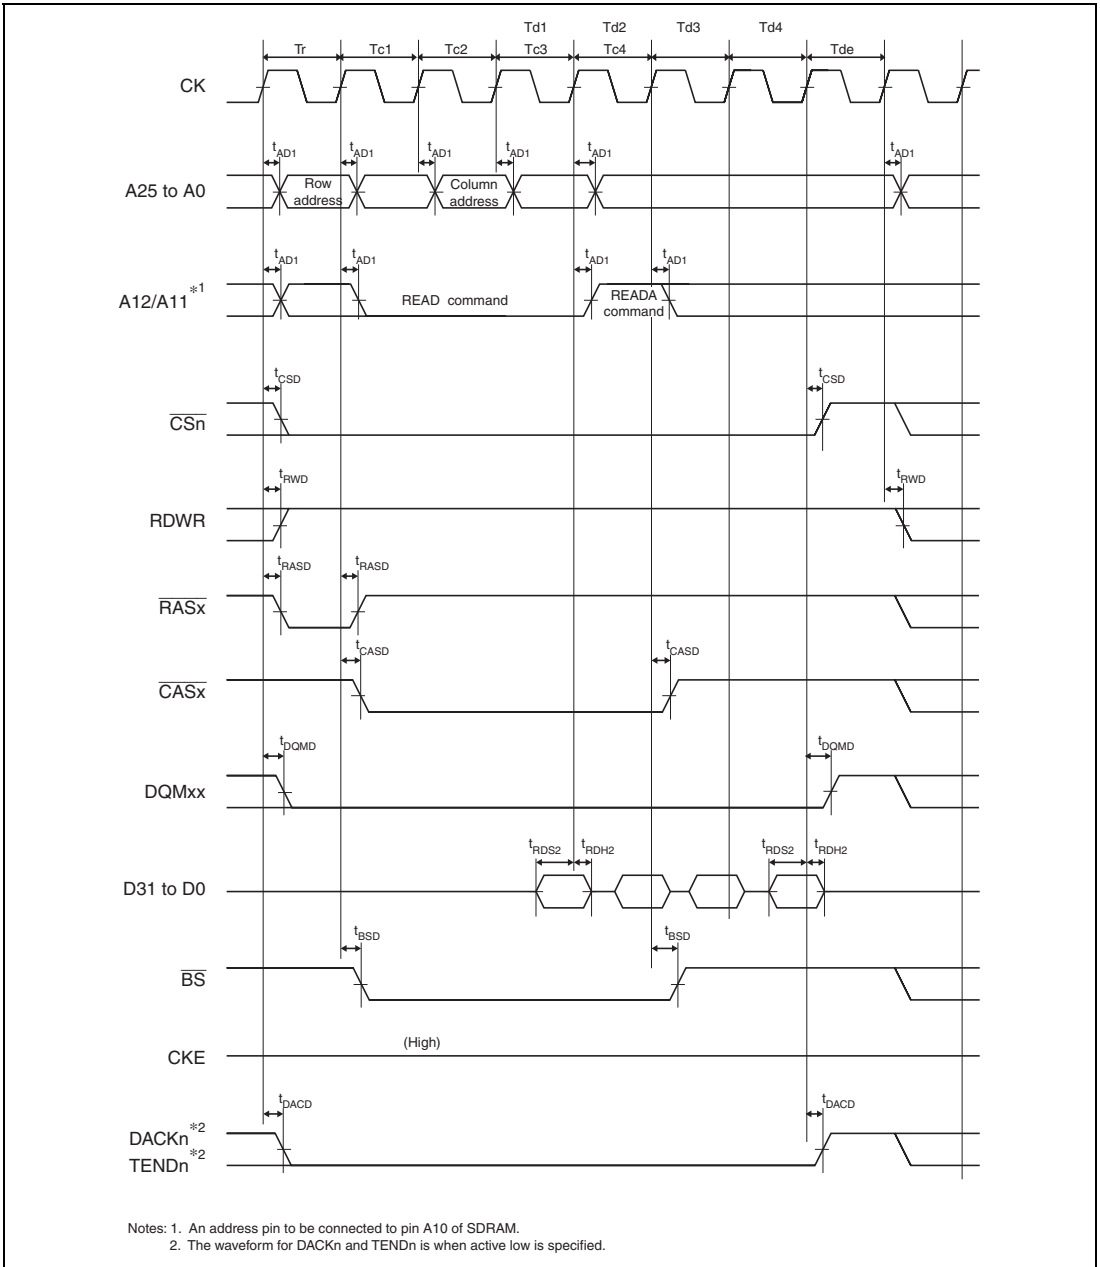 Td1 Td2 Td3 Td4
Tr Tc1 Tc2 Tc3 Tc4 Tde
CK
tAD1 tAD1 tAD1 tAD1 tAD1 tAD1
A25 to A0
Row address
Column address
tAD1 tAD1 tAD1 tAD1
A12/A11*1
READ command
READA command
tCSD tCSD
CSn
tRWD tRWD
RDWR
tRASD tRASD
RASx
tCASD tCASD
CASx
tDQMD tDQMD
DQMxx
tRDS2 tRDH2 tRDS2 tRDH2
D31 to D0
tBSD tBSD
BS
(High)
CKE
tDACD tDACD
DACKn*2
TENDn*2
Notes: 1. An address pin to be connected to pin A10 of SDRAM.
2. The waveform for DACKn and TENDn is when active low is specified.